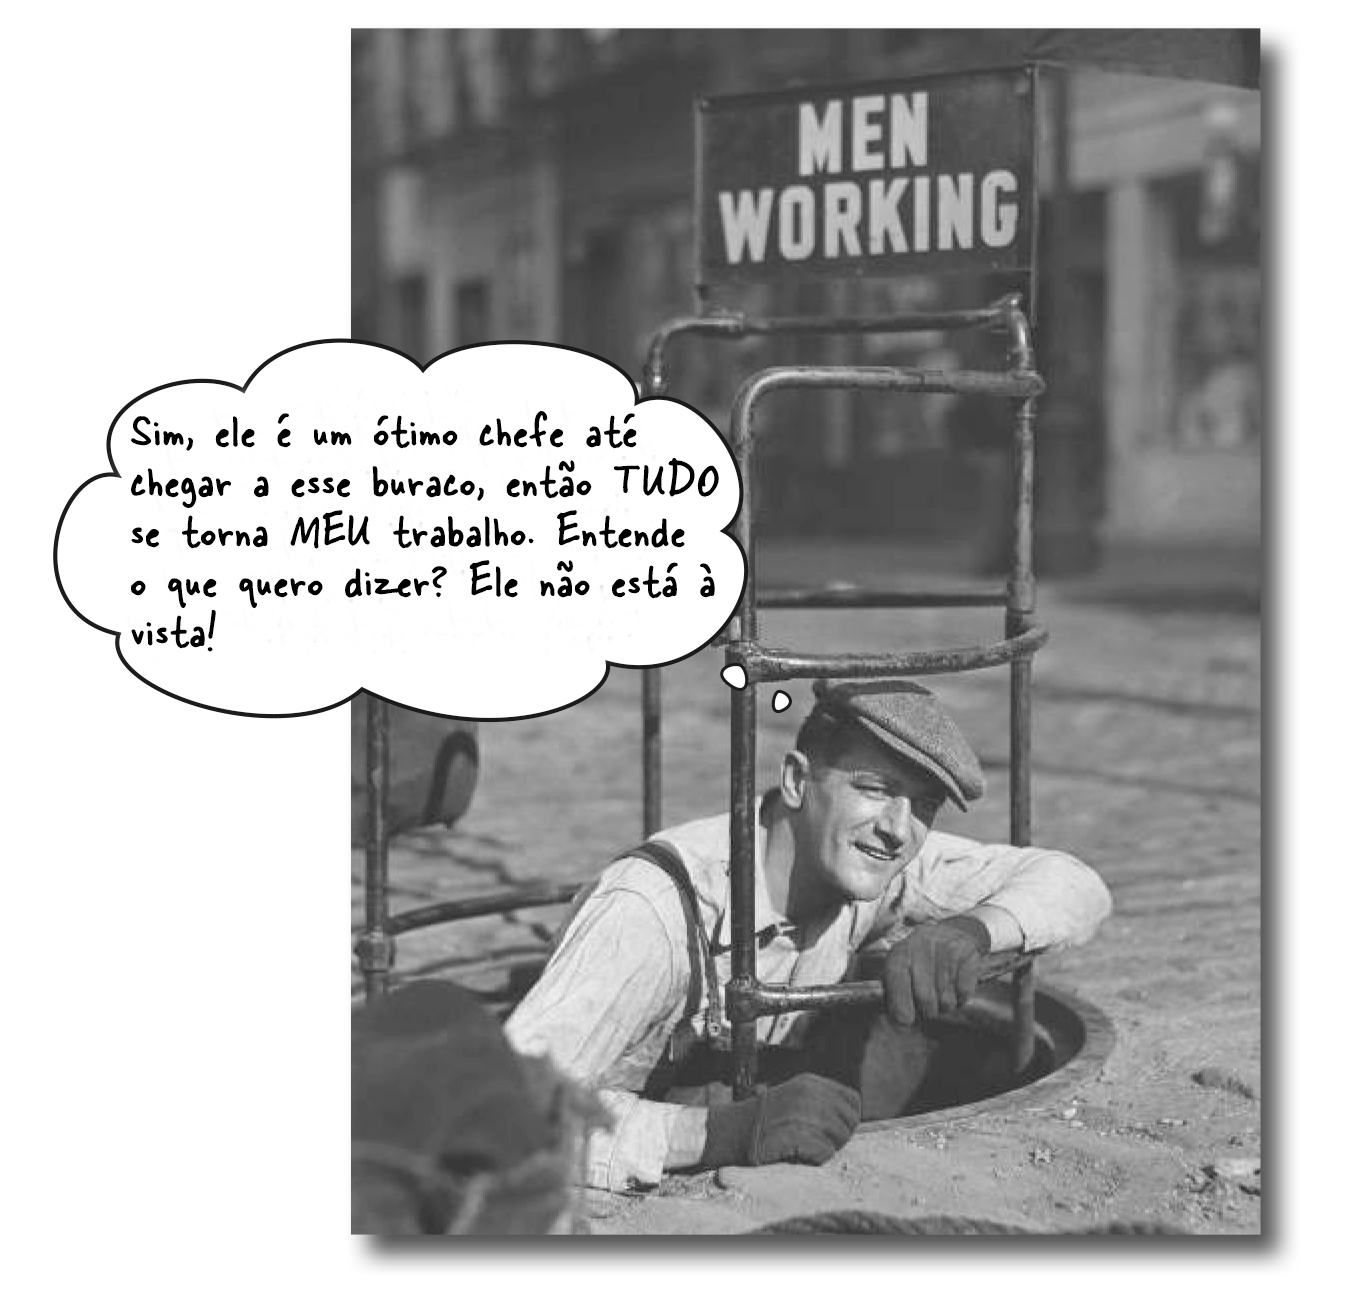 MEN
WORKING
Sim, ele é um ótimo chefe até
chegar a esse buraco, então TUDO
se torna MEU trabalho. Entende
o que quero dizer? Ele não está à
vista!